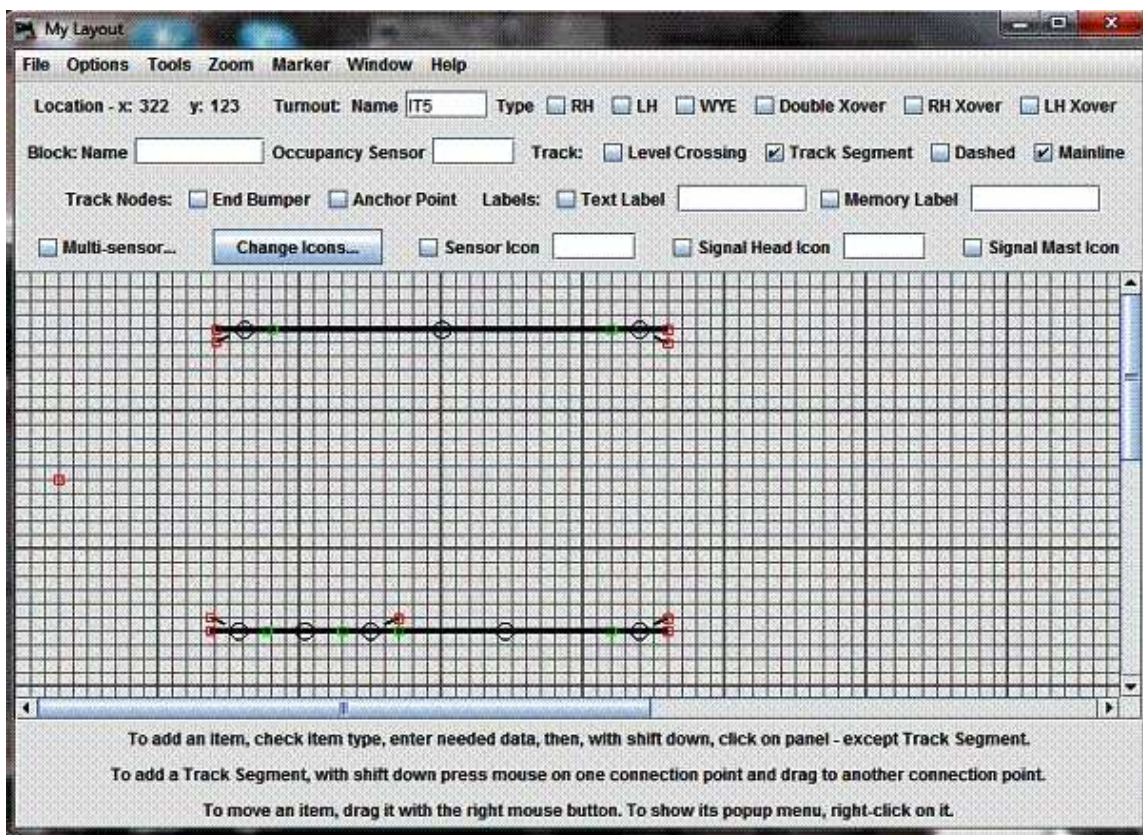 My Layout
File Options Tools Zoom Marker Window Help
Location - x: 322 y: 123 Turnout: Name IT5 Type RH LH WYE Double Xover RH Xover LH Xover
Block: Name Occupancy Sensor Track: Level Crossing Track Segment Dashed Mainline
Track Nodes: End Bumper Anchor Point Labels: Text Label Memory Label
Multi-sensor... Change Icons... Sensor Icon Signal Head Icon Signal Mast Icon
To add an item, check item type, enter needed data, then, with shift down, click on panel - except Track Segment.
To add a Track Segment, with shift down press mouse on one connection point and drag to another connection point.
To move an item, drag it with the right mouse button. To show its popup menu, right-click on it.